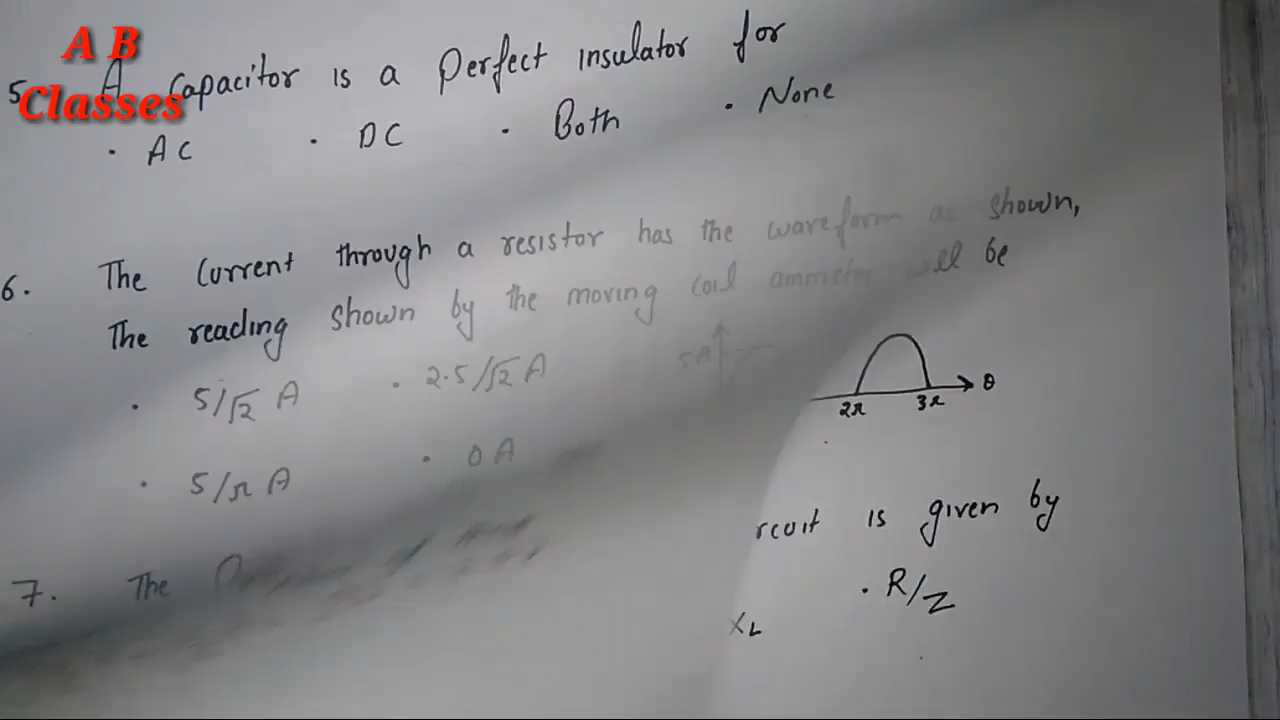 A B
Classes
5. A Capacitor is a Perfect insulator for
· AC · DC · Both · None
6. The Current through a resistor has the waveform as shown,
The reading shown by the moving coil ammeter will be
· 5/√2 A · 2.5/√2 A
5A
2π 3π θ
· 5/π A · 0 A
7. The
rcuit is given by
XL · R/Z